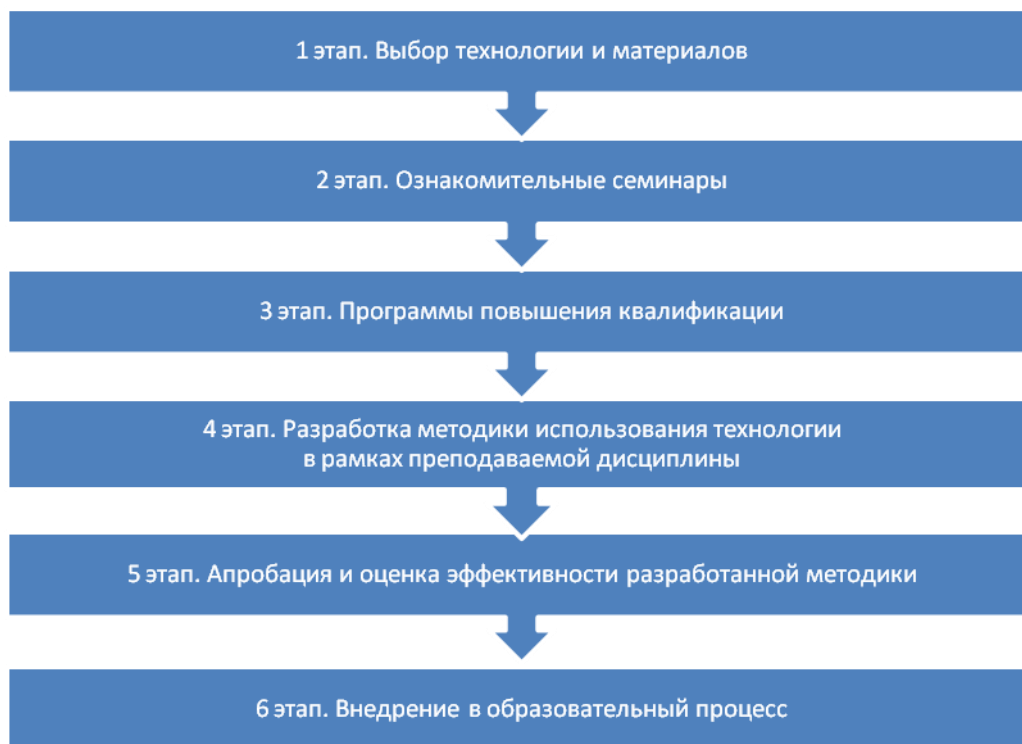 1 этап. Выбор технологии и материалов
2 этап. Ознакомительные семинары
3 этап. Программы повышения квалификации
4 этап. Разработка методики использования технологии
в рамках преподаваемой дисциплины
5 этап. Апробация и оценка эффективности разработанной методики
6 этап. Внедрение в образовательный процесс